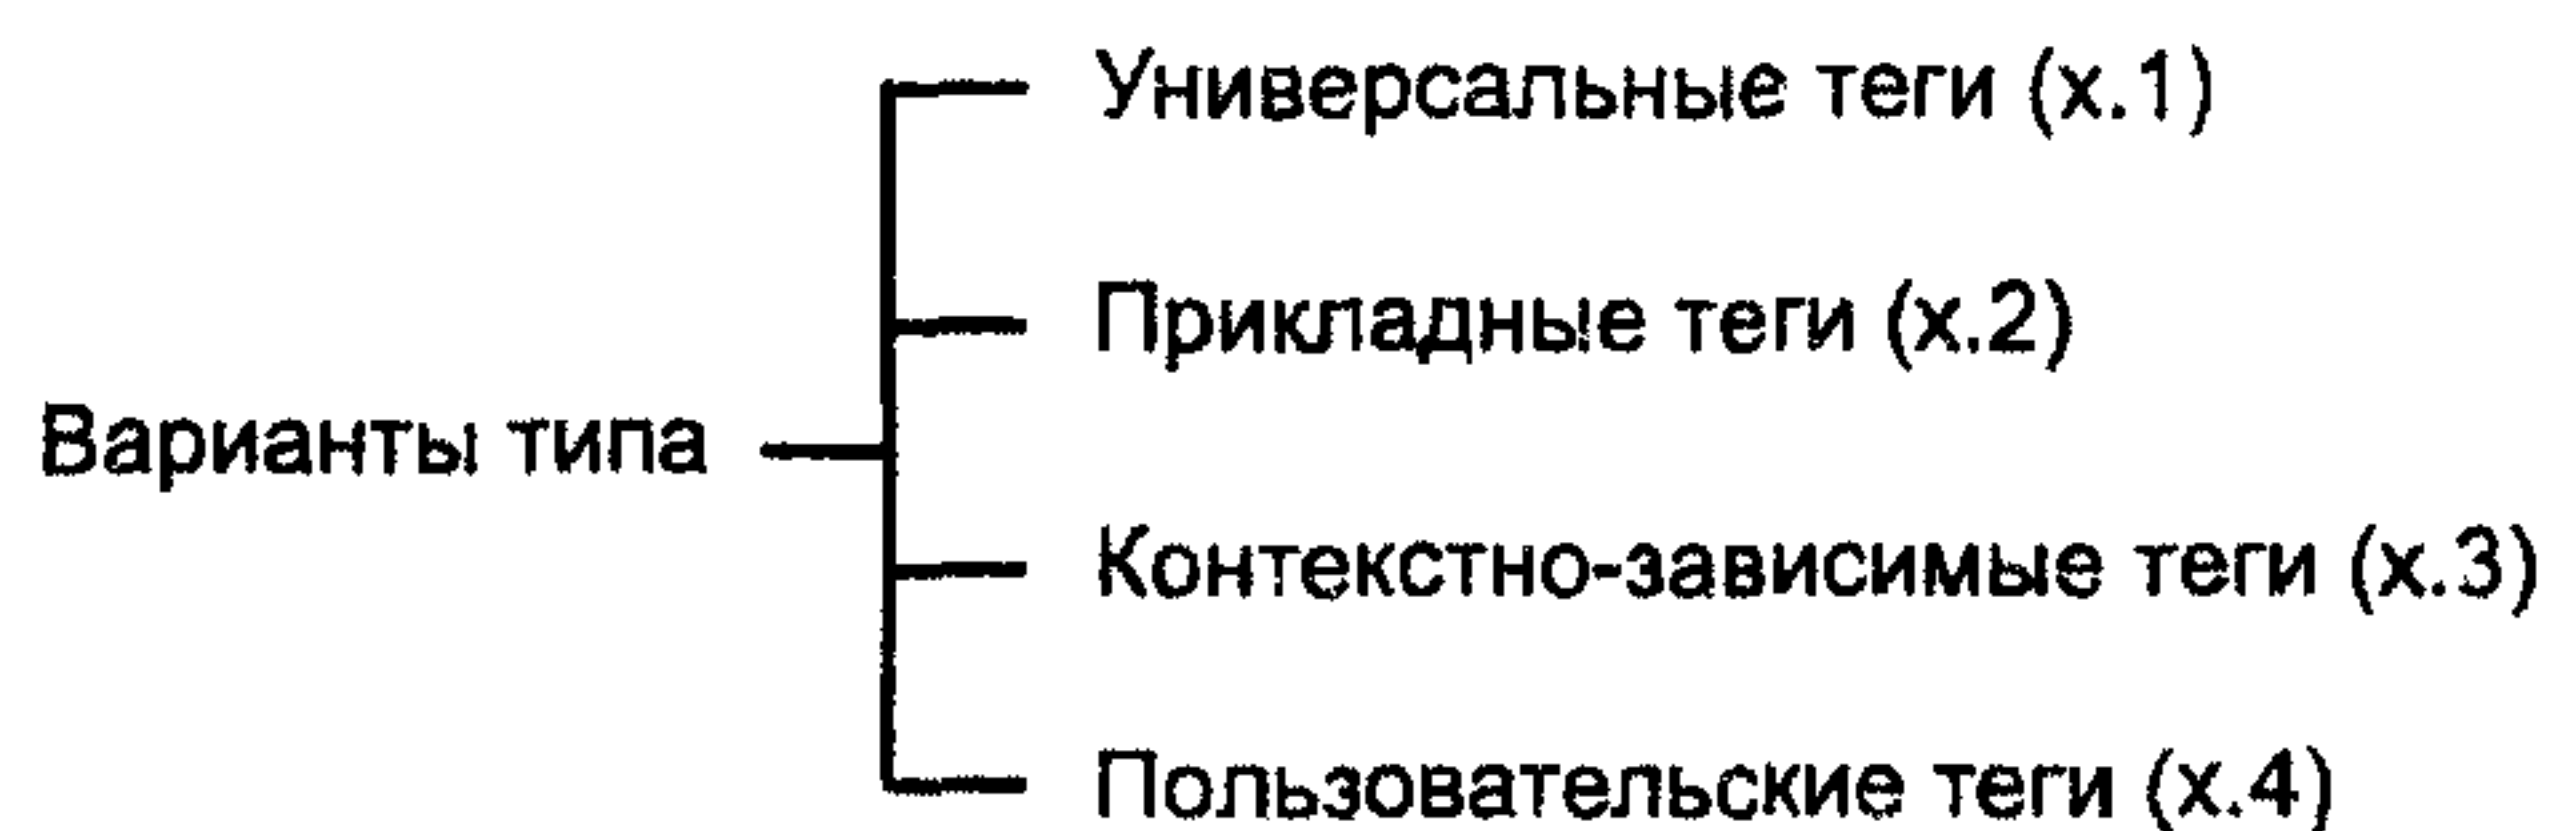 Универсальные теги (x.1)
Прикладные теги (x.2)
Варианты типа
Контекстно-зависимые теги (x.3)
Пользовательские теги (x.4)